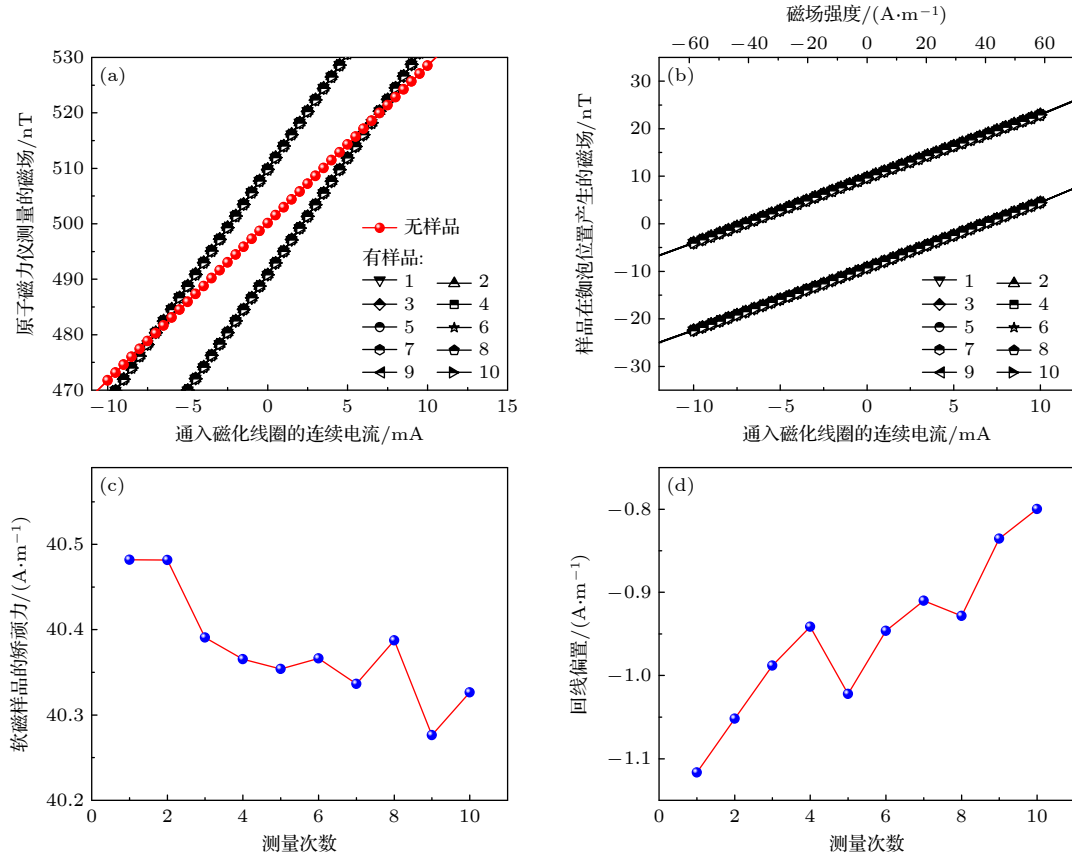 (a)
530
520
510
500
490
480
470
原子磁力仪测量的磁场/nT
无样品
有样品:
1 2
3 4
5 6
7 8
9 10
−10 −5 0 5 10 15
通入磁化线圈的连续电流/mA
磁场强度/(A·m⁻¹)
−60 −40 −20 0 20 40 60
(b)
30
20
10
0
−10
−20
−30
样品在铷泡位置产生的磁场/nT
1 2
3 4
5 6
7 8
9 10
−10 −5 0 5 10
通入磁化线圈的连续电流/mA
(c)
40.5
40.4
40.3
40.2
软磁样品的矫顽力/(A·m⁻¹)
0 2 4 6 8 10
测量次数
(d)
−0.8
−0.9
−1.0
−1.1
回线偏置/(A·m⁻¹)
0 2 4 6 8 10
测量次数